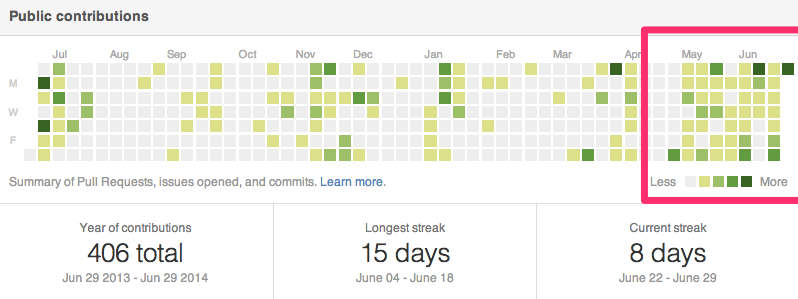 Public contributions
Jul Aug Sep Oct Nov Dec Jan Feb Mar Apr May Jun
M
W
F
Summary of Pull Requests, issues opened, and commits. Learn more.
Less More
Year of contributions
406 total
Jun 29 2013 - Jun 29 2014
Longest streak
15 days
June 04 - June 18
Current streak
8 days
June 22 - June 29